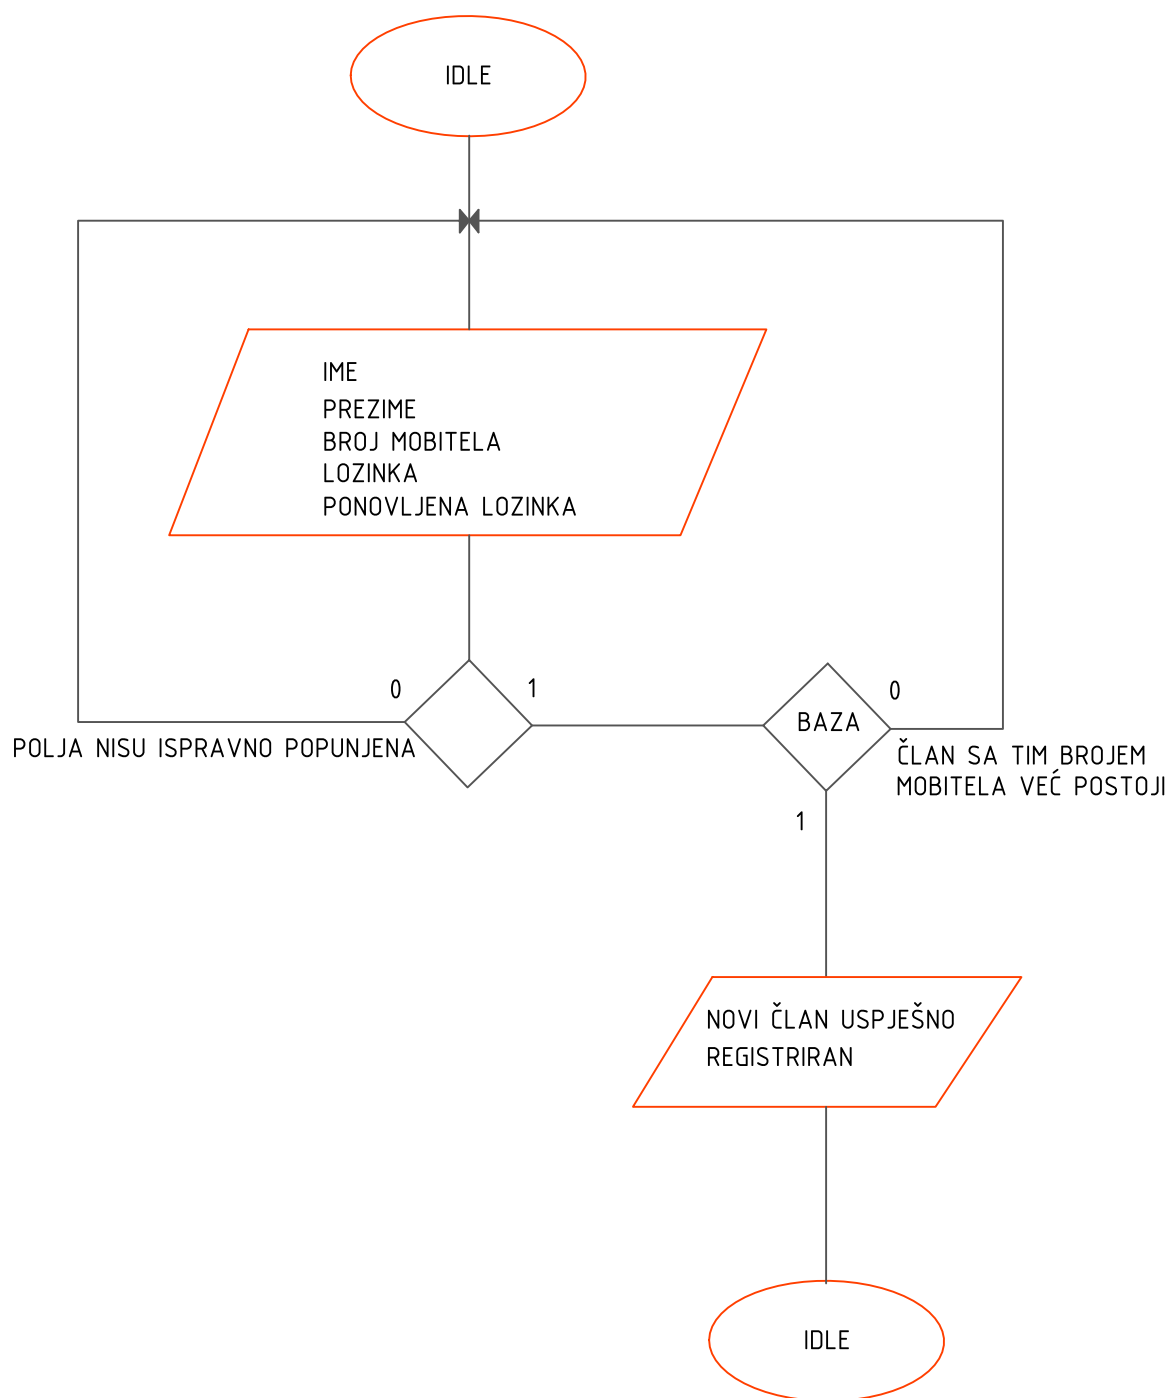 IDLE
IME
PREZIME
BROJ MOBITELA
LOZINKA
PONOVLJENA LOZINKA
0
1
POLJA NISU ISPRAVNO POPUNJENA
BAZA
0
ČLAN SA TIM BROJEM
MOBITELA VEĆ POSTOJI
1
NOVI ČLAN USPJEŠNO
REGISTRIRAN
IDLE